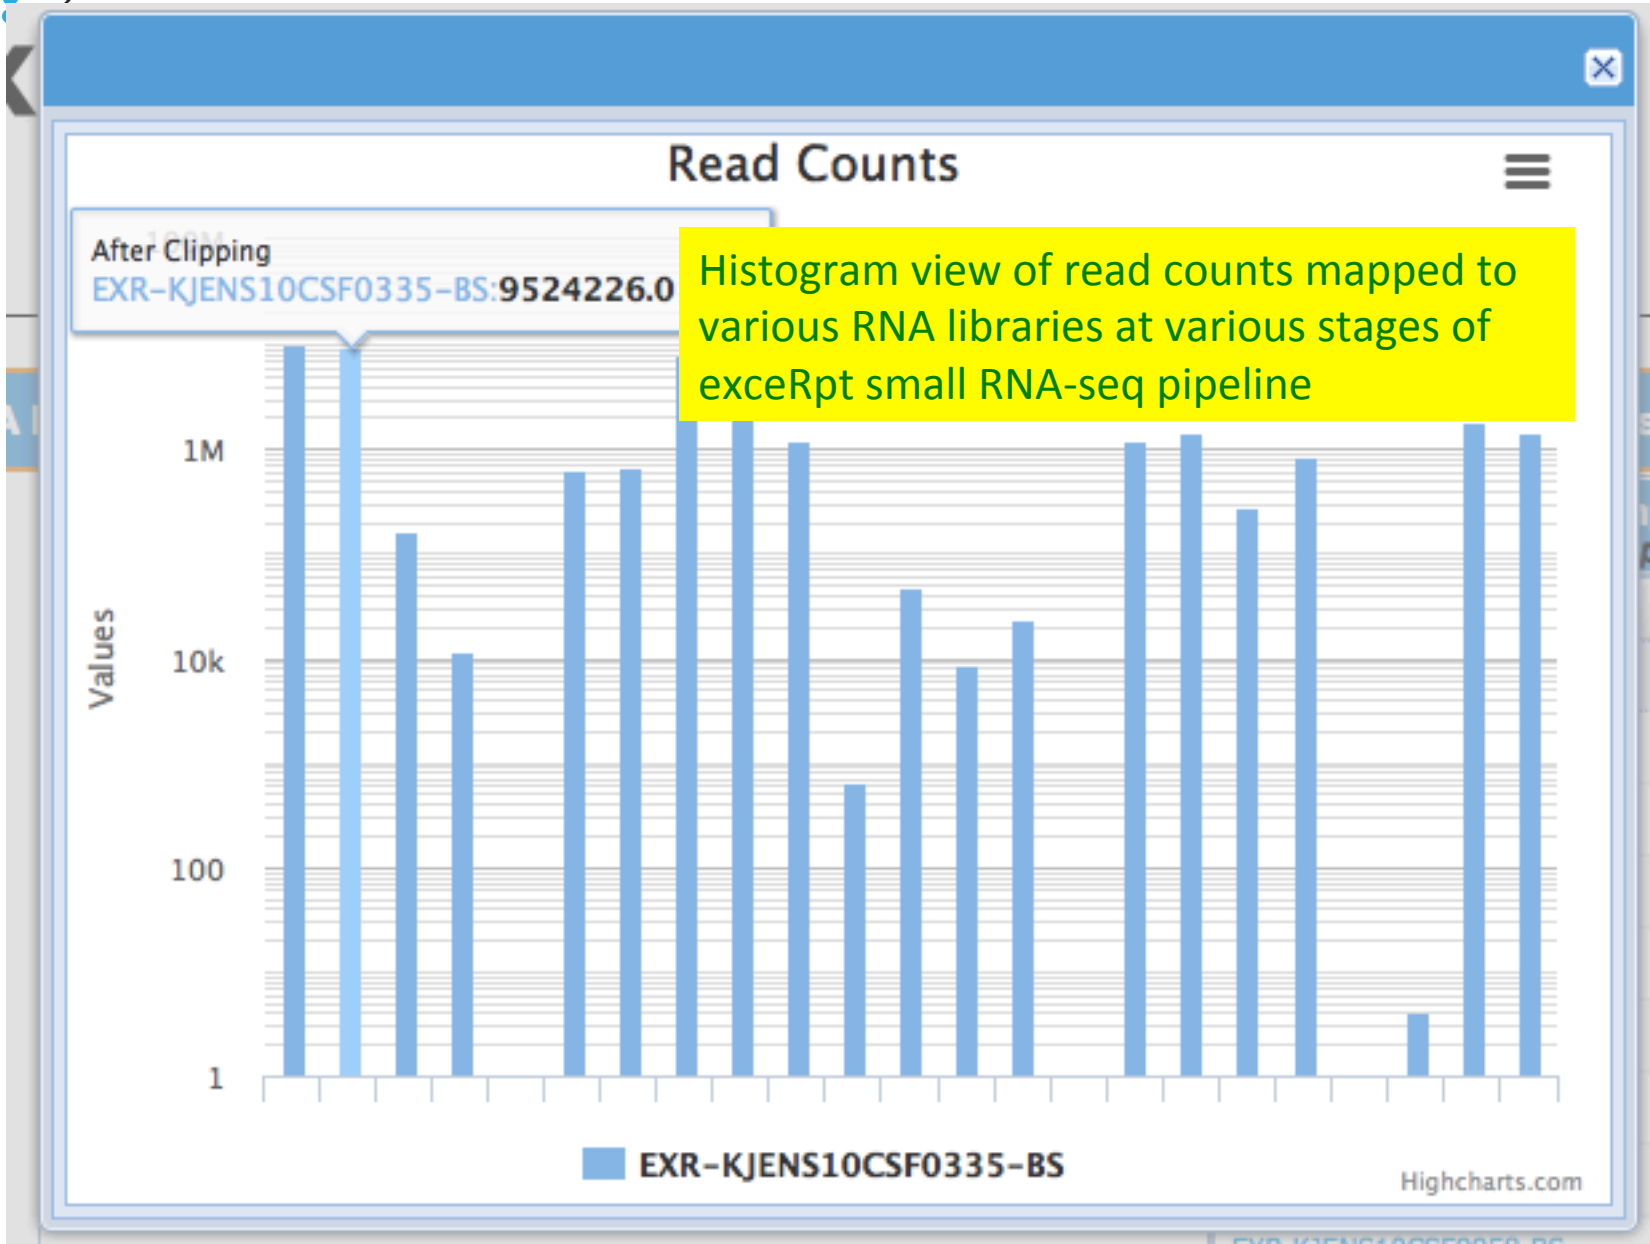 Read Counts
After Clipping
EXR-KJENS10CSF0335-BS:9524226.0
Histogram view of read counts mapped to
various RNA libraries at various stages of
exceRpt small RNA-seq pipeline
100M
1M
10k
100
1
Values
EXR-KJENS10CSF0335-BS
Highcharts.com